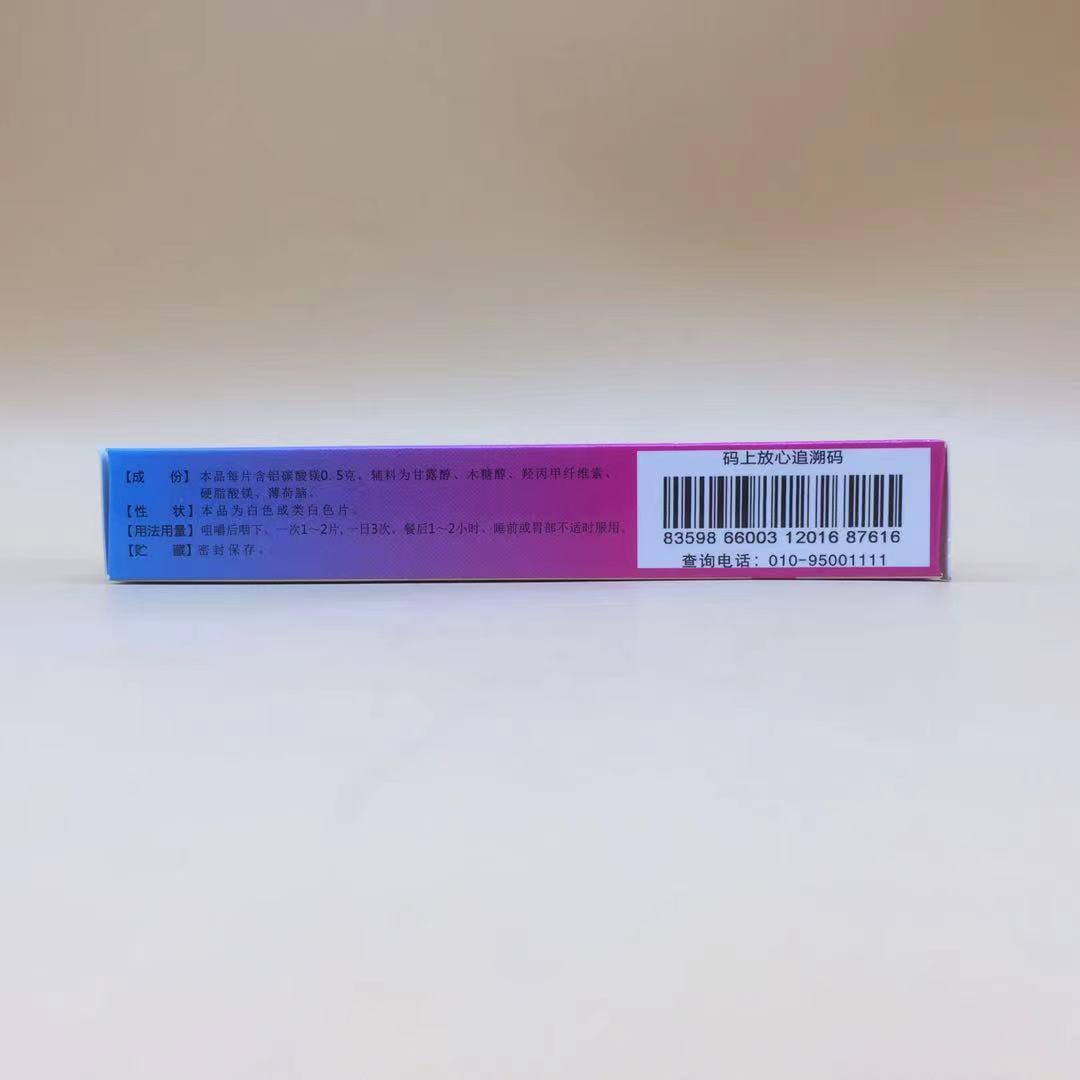 【成　份】本品每片含铝碳酸镁0.5克、辅料为甘露醇、木糖醇、羟丙甲纤维素、
硬脂酸镁、薄荷脑。
【性　状】本品为白色或类白色片。
【用法用量】咀嚼后咽下、一次1～2片,一日3次、餐后1～2小时、睡前或胃部不适时服用。
【贮　藏】密封保存。
码上放心追溯码
83598 66003 12016 87616
查询电话：010-95001111